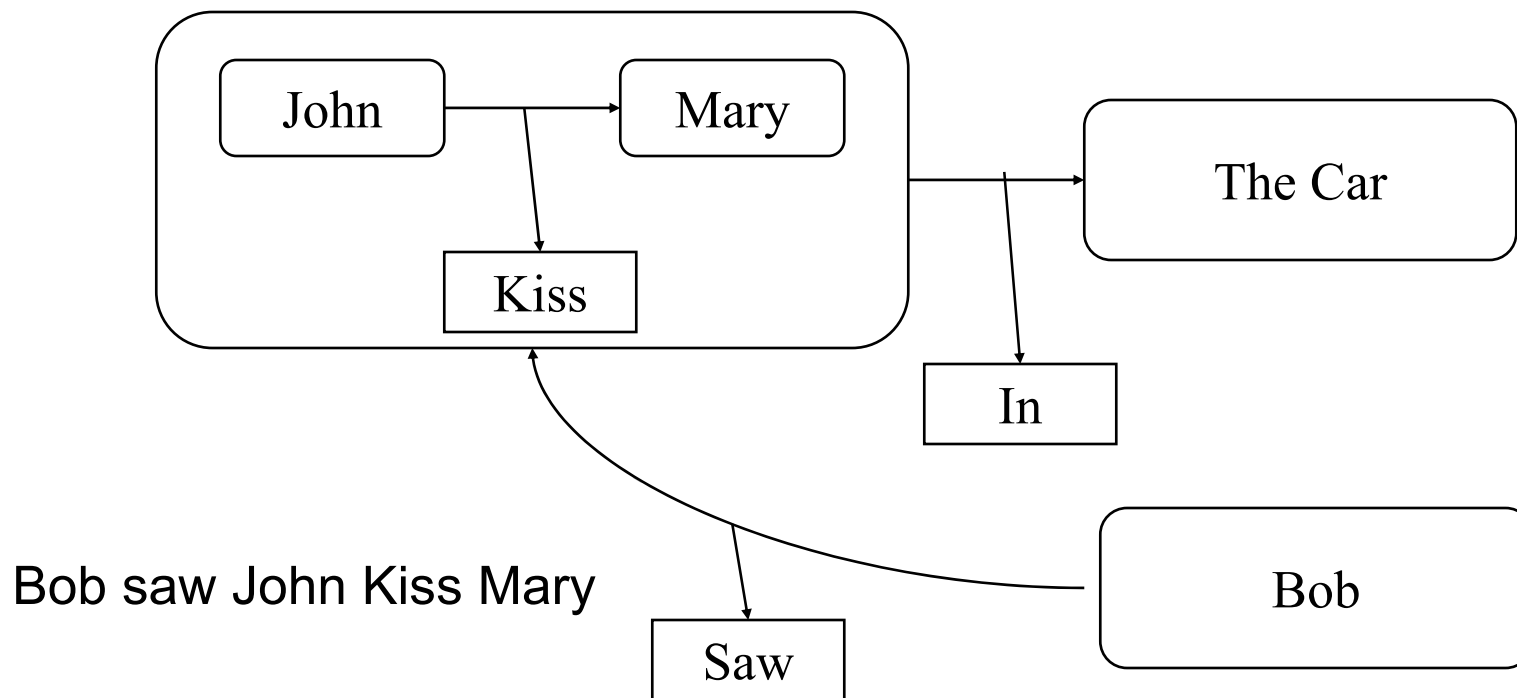 John
Mary
The Car
Kiss
In
Bob saw John Kiss Mary
Bob
Saw